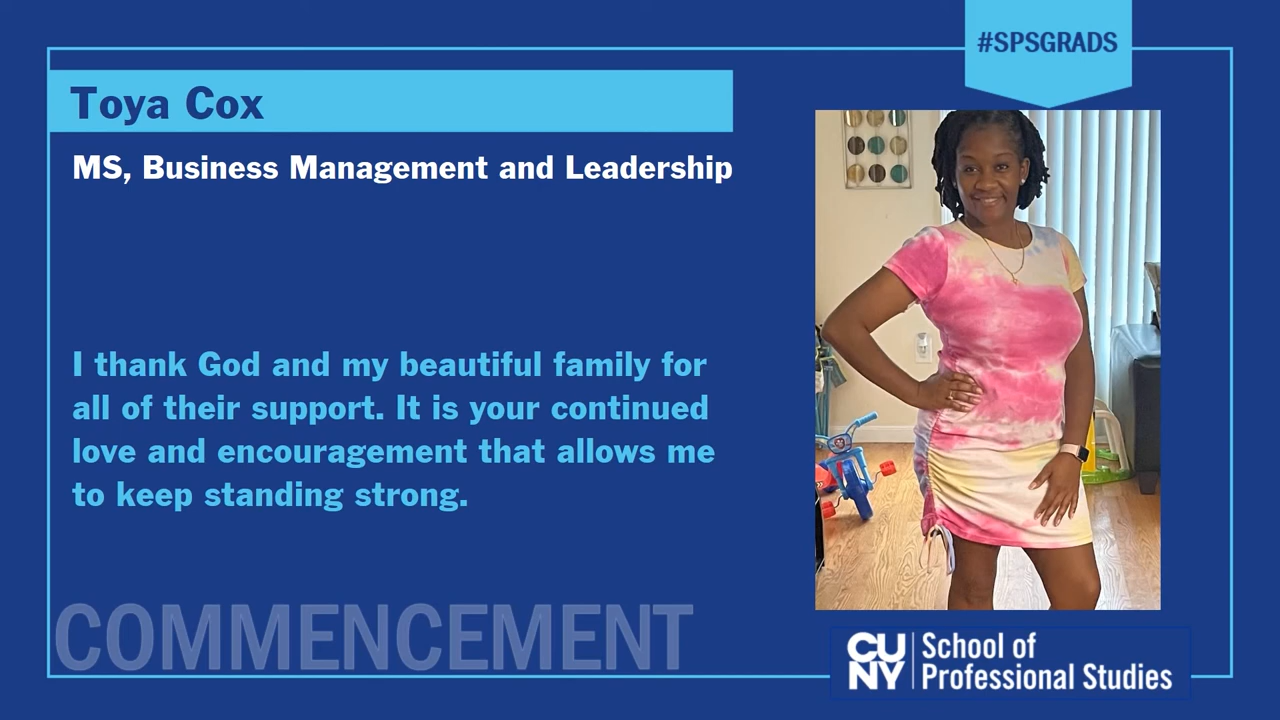 #SPSGRADS
Toya Cox
MS, Business Management and Leadership
I thank God and my beautiful family for
all of their support. It is your continued
love and encouragement that allows me
to keep standing strong.
COMMENCEMENT
CU
NY
School of
Professional Studies